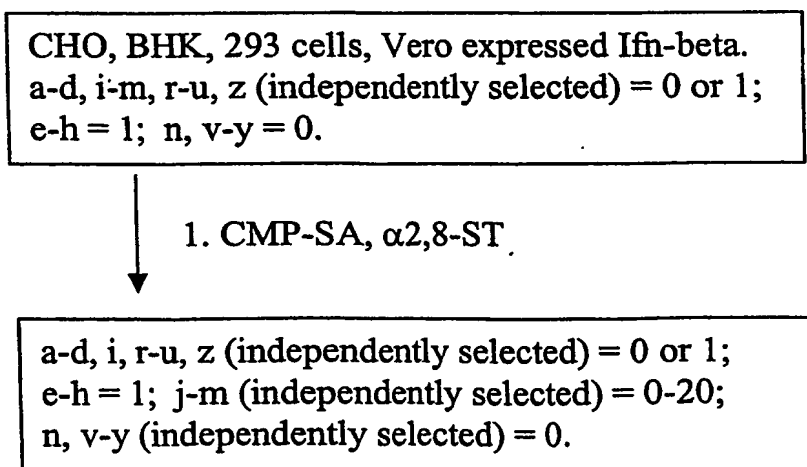 CHO, BHK, 293 cells, Vero expressed Ifn-beta.
a-d, i-m, r-u, z (independently selected) = 0 or 1;
e-h = 1; n, v-y = 0.
1. CMP-SA, α2,8-ST
a-d, i, r-u, z (independently selected) = 0 or 1;
e-h = 1; j-m (independently selected) = 0-20;
n, v-y (independently selected) = 0.